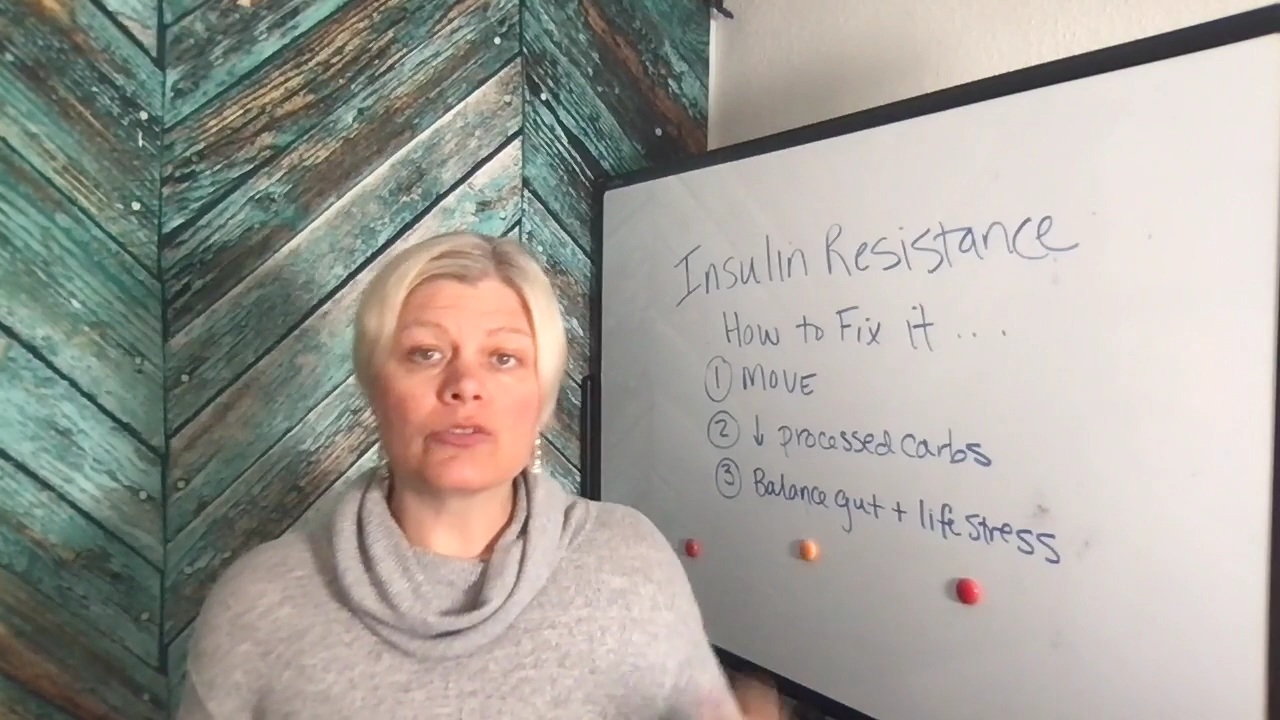 Insulin Resistance
How to Fix it ....
① MOVE
② ↓ processed carbs
③ Balance gut + life stress